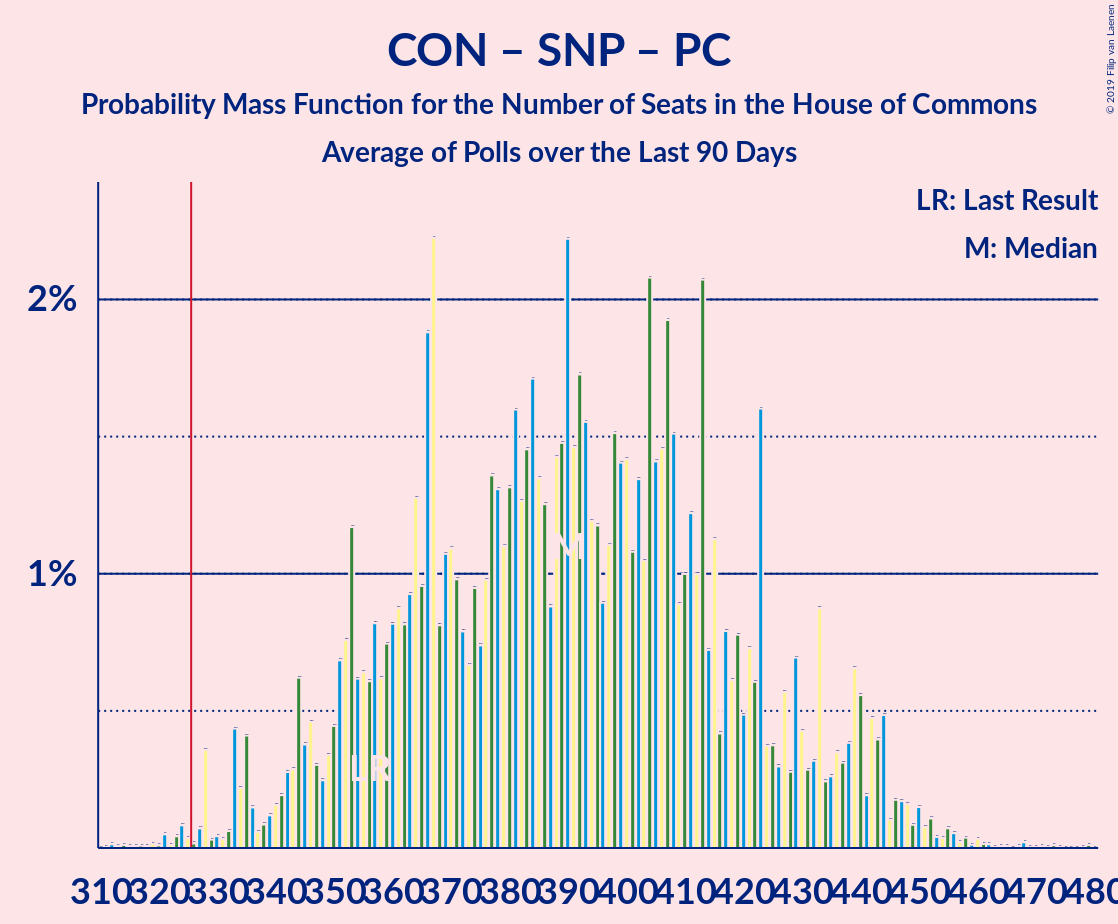 CON – SNP – PC
Probability Mass Function for the Number of Seats in the House of Commons
Average of Polls over the Last 90 Days
© 2019 Filip van Laenen
LR: Last Result
M: Median
2%
1%
M
LR
310 320 330 340 350 360 370 380 390 400 410 420 430 440 450 460 470 480